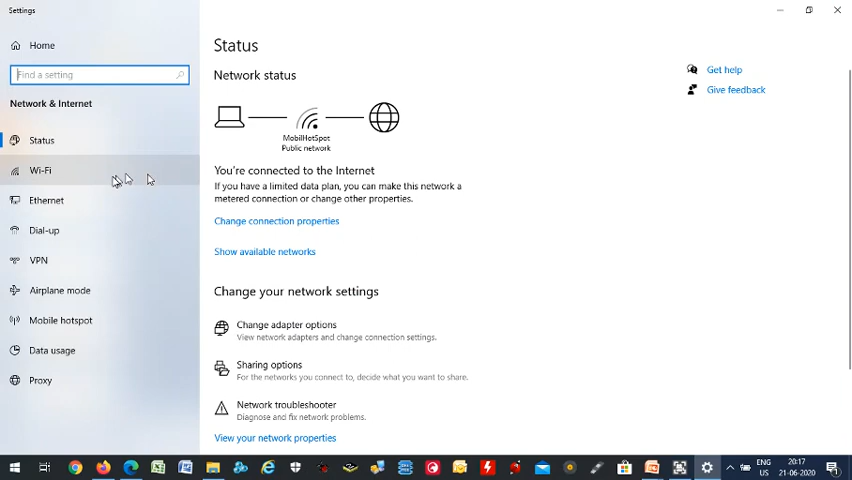 Settings
Home
Find a setting
Network & Internet
Status
Wi-Fi
Ethernet
Dial-up
VPN
Airplane mode
Mobile hotspot
Data usage
Proxy
Status
Network status
MobilHotSpot
Public network
You're connected to the Internet
If you have a limited data plan, you can make this network a
metered connection or change other properties.
Change connection properties
Show available networks
Change your network settings
Change adapter options
View network adapters and change connection settings.
Sharing options
For the networks you connect to, decide what you want to share.
Network troubleshooter
Diagnose and fix network problems.
View your network properties
Get help
Give feedback
ENG
US
20:17
21-06-2020